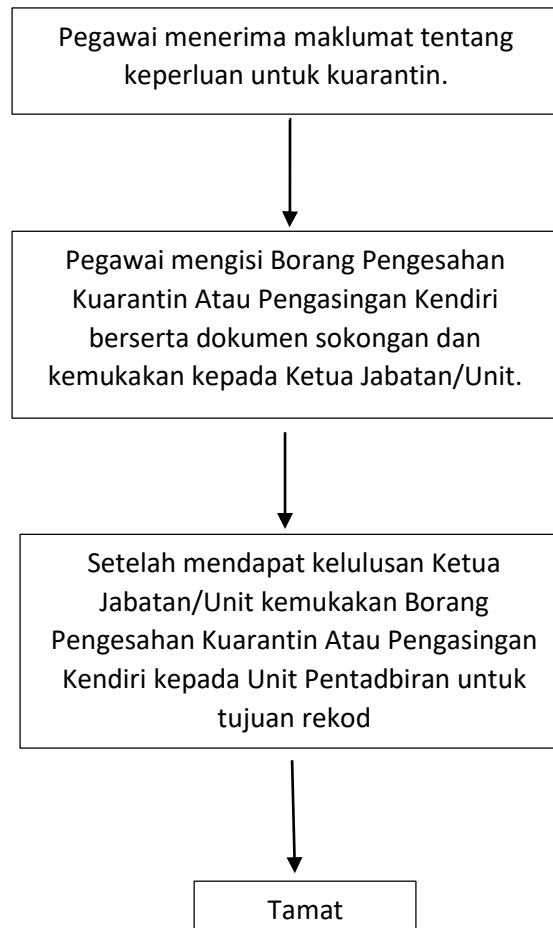 Pegawai menerima maklumat tentang
keperluan untuk kuarantin.
Pegawai mengisi Borang Pengesahan
Kuarantin Atau Pengasingan Kendiri
berserta dokumen sokongan dan
kemukakan kepada Ketua Jabatan/Unit.
Setelah mendapat kelulusan Ketua
Jabatan/Unit kemukakan Borang
Pengesahan Kuarantin Atau Pengasingan
Kendiri kepada Unit Pentadbiran untuk
tujuan rekod
Tamat